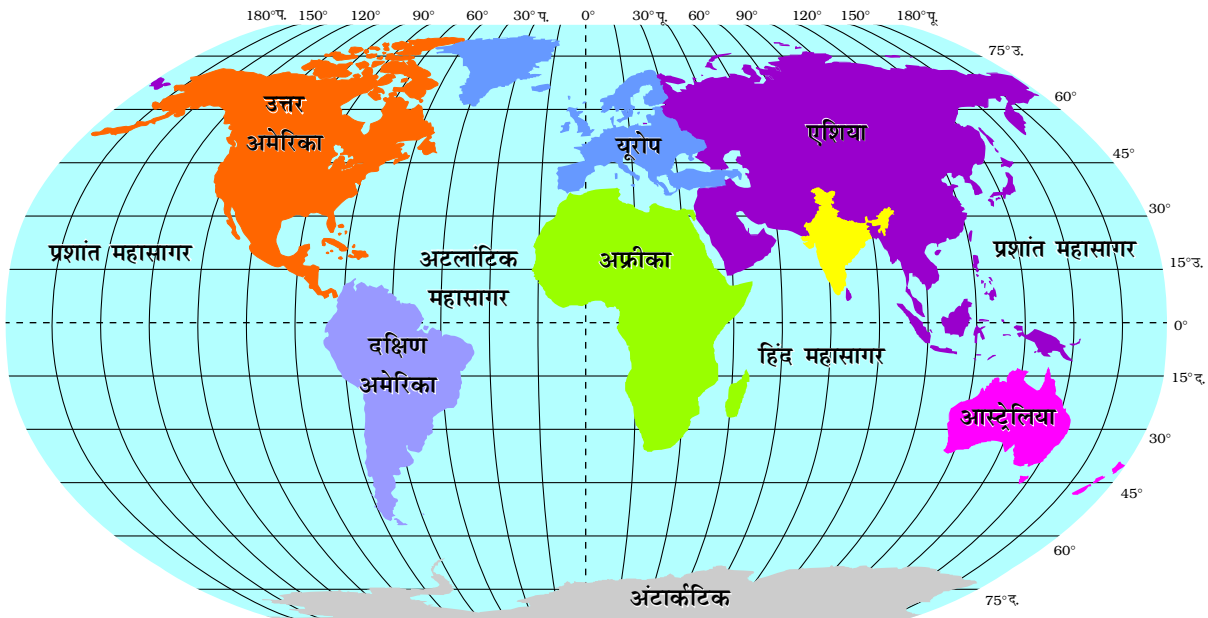 180°प. 150° 120° 90° 60° 30°प. 0° 30°पू. 60° 90° 120° 150° 180°पू.
75°उ.
60°
45°
30°
15°उ.
0°
15°द.
30°
45°
60°
75°द.
उत्तर
अमेरिका
यूरोप
एशिया
प्रशांत महासागर
अटलांटिक
महासागर
अफ्रीका
प्रशांत महासागर
दक्षिण
अमेरिका
हिंद महासागर
आस्ट्रेलिया
अंटार्कटिक